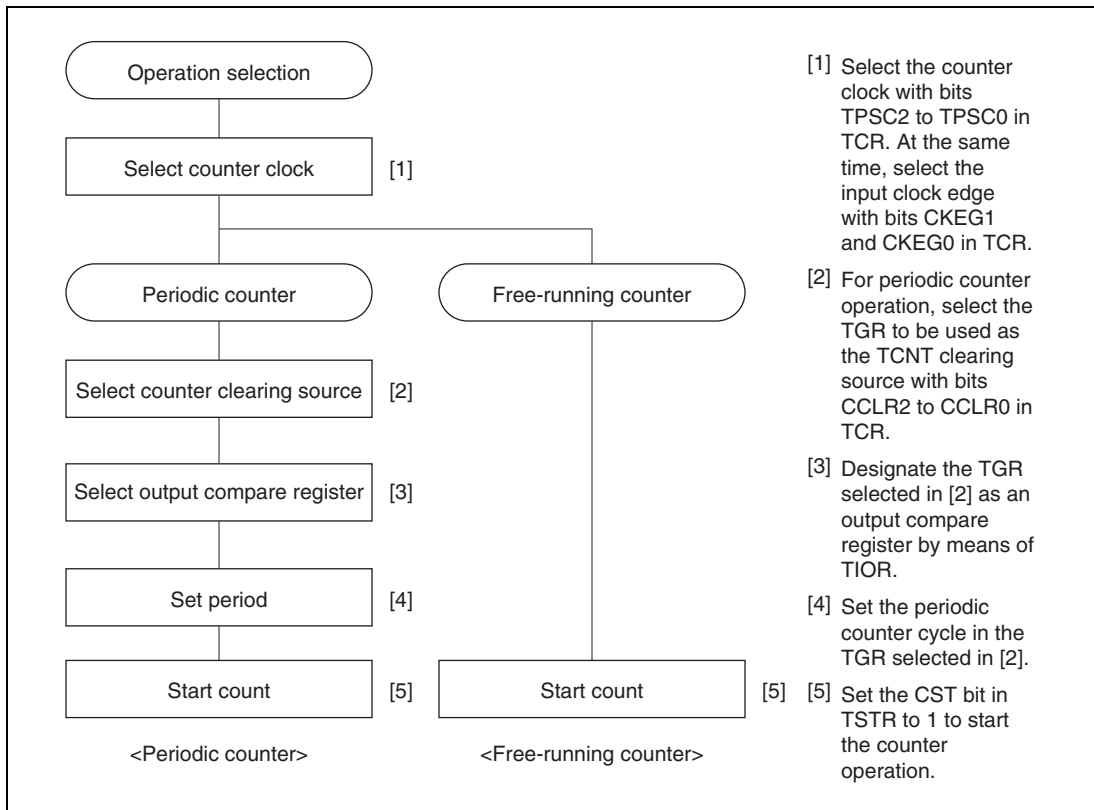 Operation selection
Select counter clock
[1]
Periodic counter
Free-running counter
Select counter clearing source
[2]
Select output compare register
[3]
Set period
[4]
Start count
[5]
Start count
[5]
<Periodic counter>
<Free-running counter>
[1] Select the counter
clock with bits
TPSC2 to TPSC0 in
TCR. At the same
time, select the
input clock edge
with bits CKEG1
and CKEG0 in TCR.
[2] For periodic counter
operation, select the
TGR to be used as
the TCNT clearing
source with bits
CCLR2 to CCLR0 in
TCR.
[3] Designate the TGR
selected in [2] as an
output compare
register by means of
TIOR.
[4] Set the periodic
counter cycle in the
TGR selected in [2].
[5] Set the CST bit in
TSTR to 1 to start
the counter
operation.